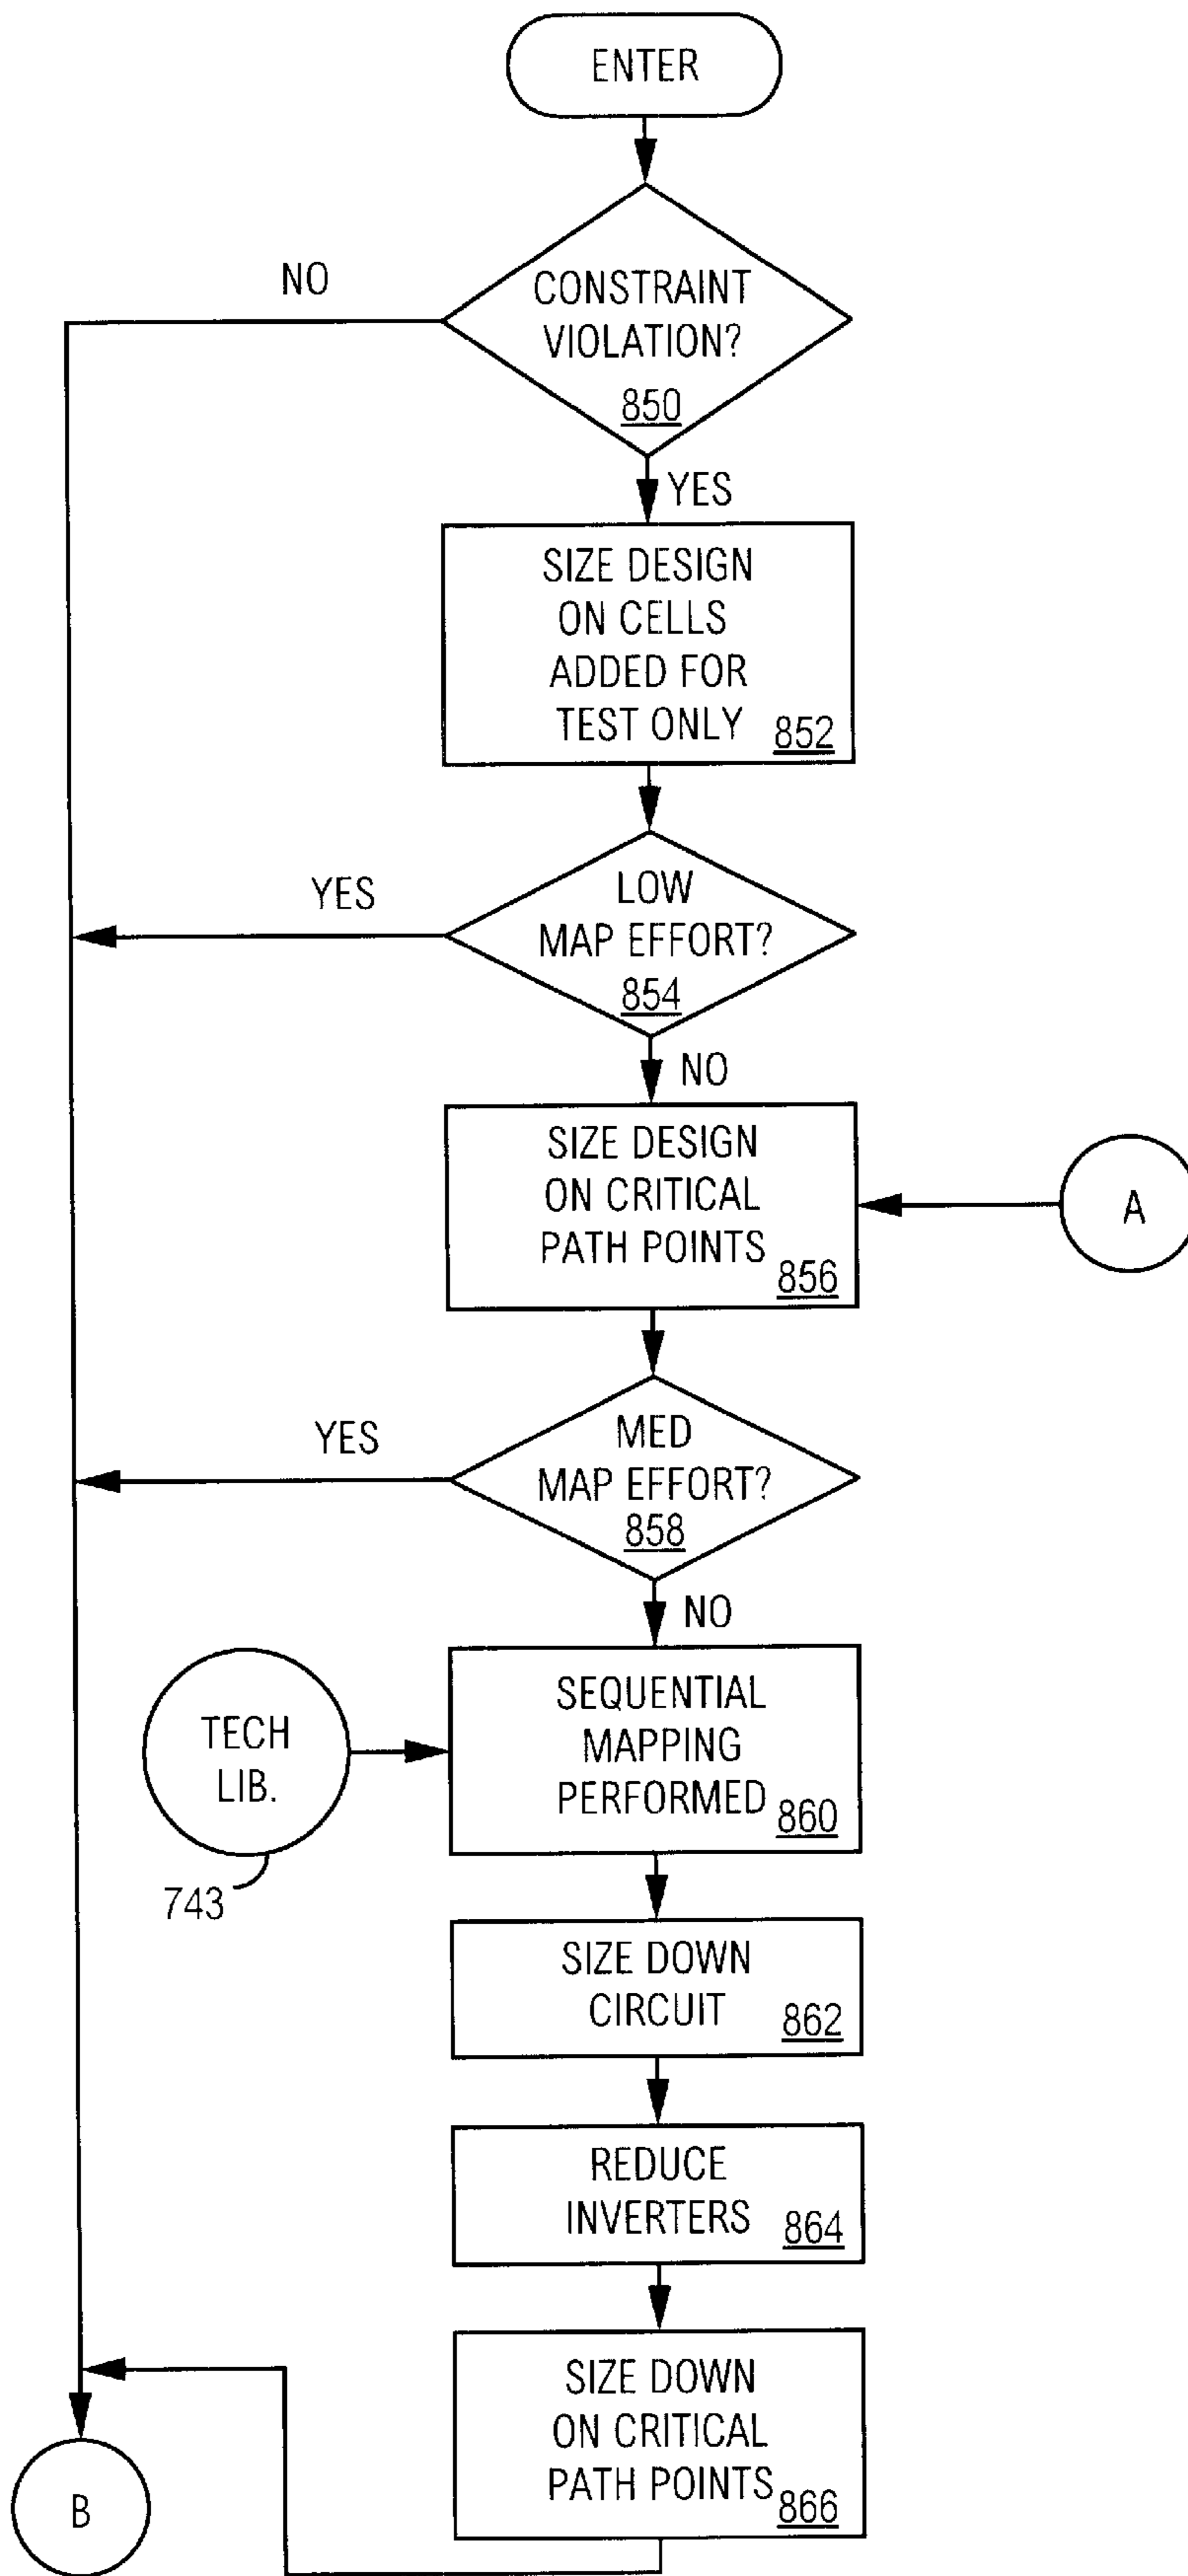 ENTER
NO
CONSTRAINT
VIOLATION?
850
YES
SIZE DESIGN
ON CELLS
ADDED FOR
TEST ONLY
852
YES
LOW
MAP EFFORT?
854
NO
SIZE DESIGN
ON CRITICAL
PATH POINTS
856
A
YES
MED
MAP EFFORT?
858
NO
TECH
LIB.
743
SEQUENTIAL
MAPPING
PERFORMED
860
SIZE DOWN
CIRCUIT
862
REDUCE
INVERTERS
864
SIZE DOWN
ON CRITICAL
PATH POINTS
866
B